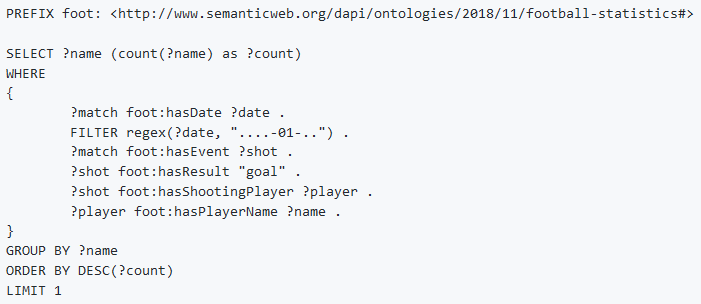 PREFIX foot: <http://www.semanticweb.org/dapi/ontologies/2018/11/football-statistics#>
SELECT ?name (count(?name) as ?count)
WHERE
{
?match foot:hasDate ?date .
FILTER regex(?date, "....-01-..") .
?match foot:hasEvent ?shot .
?shot foot:hasResult "goal" .
?shot foot:hasShootingPlayer ?player .
?player foot:hasPlayerName ?name .
}
GROUP BY ?name
ORDER BY DESC(?count)
LIMIT 1